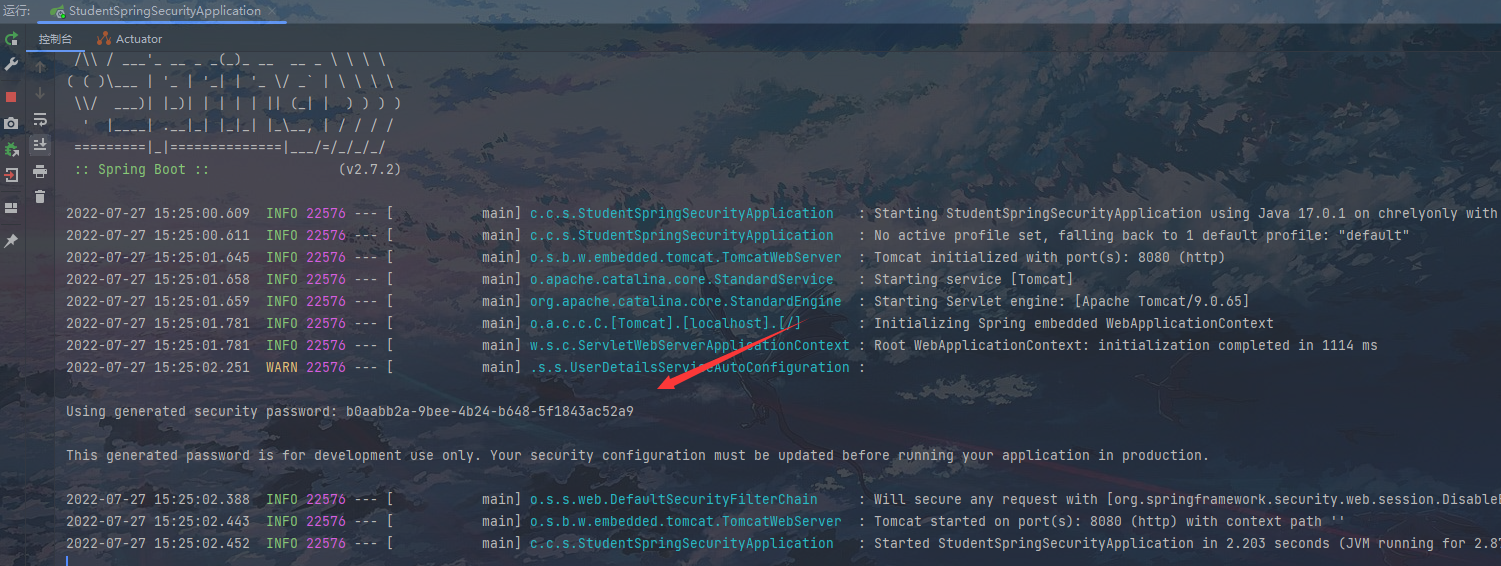 运行: StudentSpringSecurityApplication
控制台 Actuator
 /\\ / ___'_ __ _ _(_)_ __  __ _ \ \ \ \
( ( )\___ | '_ | '_| | '_ \/ _` | \ \ \ \
 \\/  ___)| |_)| | | | | || (_| |  ) ) ) )
  '  |____| .__|_| |_|_| |_\__, | / / / /
 =========|_|==============|___/=/_/_/_/
 :: Spring Boot ::                (v2.7.2)
2022-07-27 15:25:00.609  INFO 22576 --- [           main] c.c.s.StudentSpringSecurityApplication   : Starting StudentSpringSecurityApplication using Java 17.0.1 on chrelyonly with
2022-07-27 15:25:00.611  INFO 22576 --- [           main] c.c.s.StudentSpringSecurityApplication   : No active profile set, falling back to 1 default profile: "default"
2022-07-27 15:25:01.645  INFO 22576 --- [           main] o.s.b.w.embedded.tomcat.TomcatWebServer  : Tomcat initialized with port(s): 8080 (http)
2022-07-27 15:25:01.658  INFO 22576 --- [           main] o.apache.catalina.core.StandardService   : Starting service [Tomcat]
2022-07-27 15:25:01.659  INFO 22576 --- [           main] org.apache.catalina.core.StandardEngine  : Starting Servlet engine: [Apache Tomcat/9.0.65]
2022-07-27 15:25:01.781  INFO 22576 --- [           main] o.a.c.c.C.[Tomcat].[localhost].[/]       : Initializing Spring embedded WebApplicationContext
2022-07-27 15:25:01.781  INFO 22576 --- [           main] w.s.c.ServletWebServerApplicationContext : Root WebApplicationContext: initialization completed in 1114 ms
2022-07-27 15:25:02.251  WARN 22576 --- [           main] .s.s.UserDetailsServiceAutoConfiguration :
Using generated security password: b0aabb2a-9bee-4b24-b648-5f1843ac52a9
This generated password is for development use only. Your security configuration must be updated before running your application in production.
2022-07-27 15:25:02.388  INFO 22576 --- [           main] o.s.s.web.DefaultSecurityFilterChain     : Will secure any request with [org.springframework.security.web.session.DisableE
2022-07-27 15:25:02.443  INFO 22576 --- [           main] o.s.b.w.embedded.tomcat.TomcatWebServer  : Tomcat started on port(s): 8080 (http) with context path ''
2022-07-27 15:25:02.452  INFO 22576 --- [           main] c.c.s.StudentSpringSecurityApplication   : Started StudentSpringSecurityApplication in 2.203 seconds (JVM running for 2.87